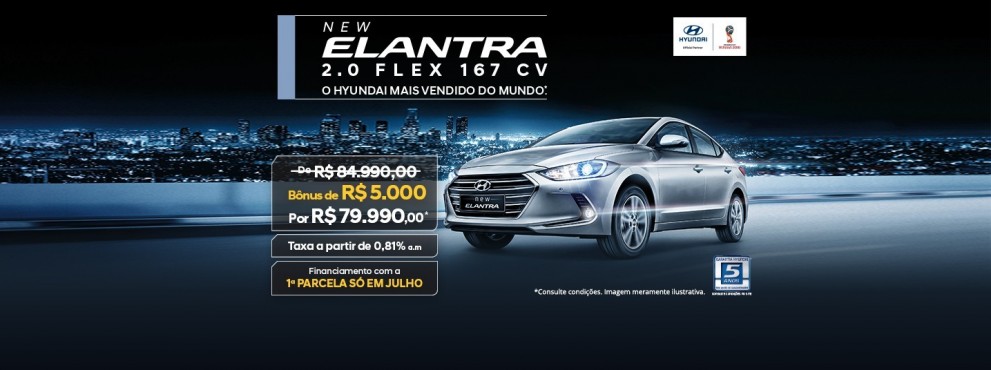 NEW
ELANTRA
2.0 FLEX 167 CV
O HYUNDAI MAIS VENDIDO DO MUNDO*.
HYUNDAI
De R$ 84.990,00
Bônus de R$ 5.000
Por R$ 79.990,00*
Taxa a partir de 0,81% a.m
Financiamento com a
1ª PARCELA SÓ EM JULHO
new
ELANTRA
5
ANOS
*Consulte condições. Imagem meramente ilustrativa.